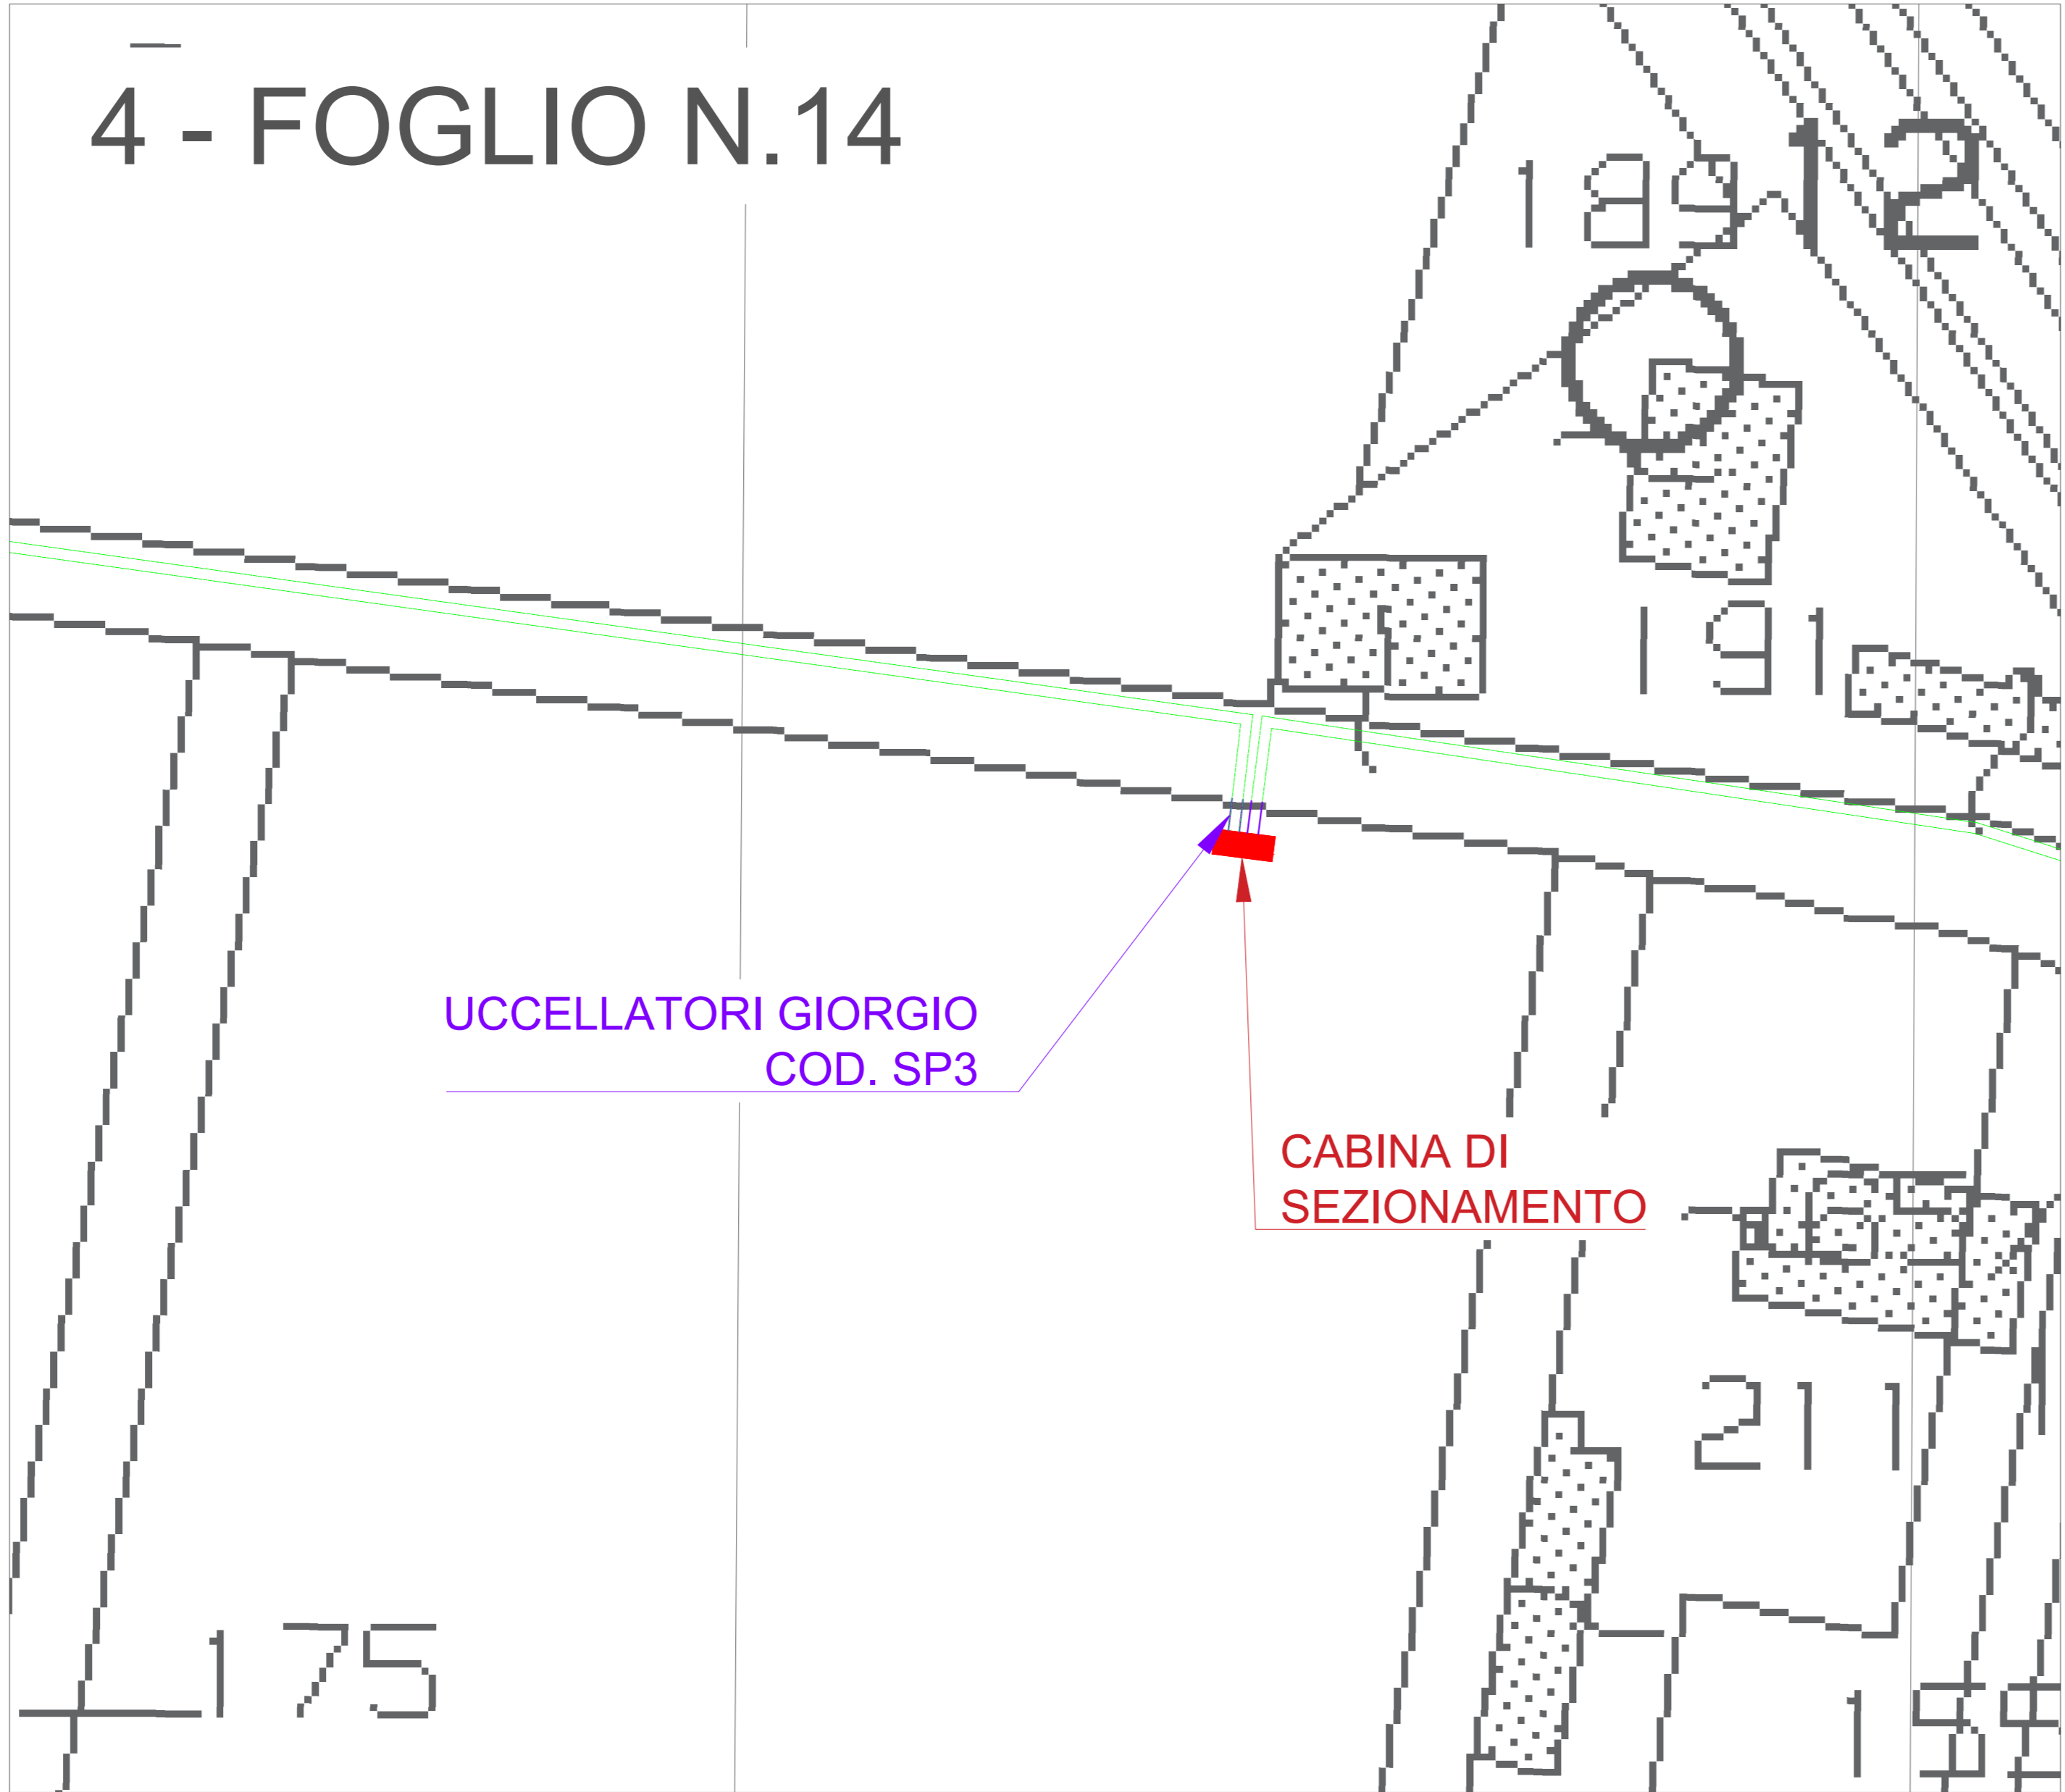 4 - FOGLIO N.14
189
12
191
UCCELLATORI GIORGIO
COD. SP3
CABINA DI
SEZIONAMENTO
211
175